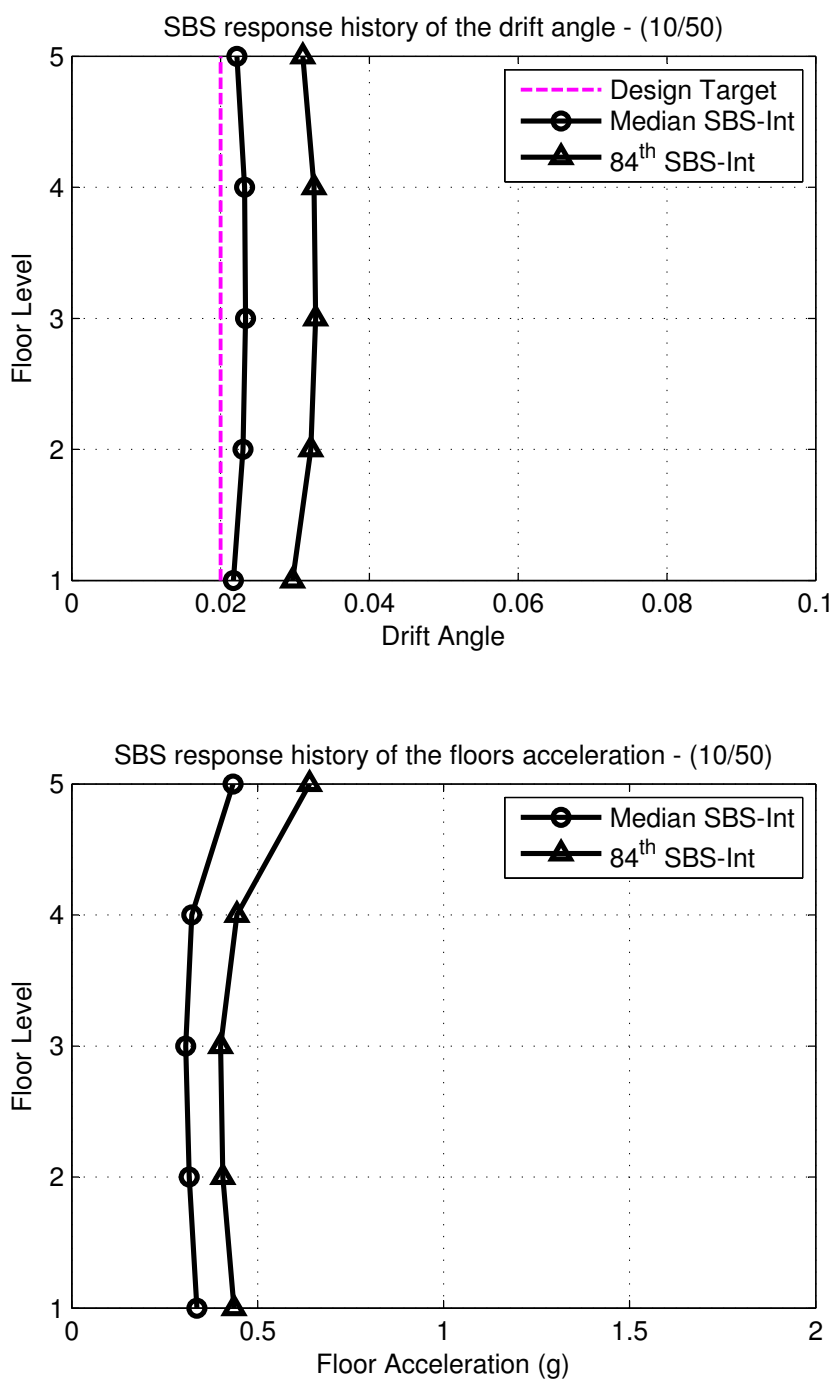 SBS response history of the drift angle - (10/50)
5
4
3
2
1
Floor Level
Design Target
Median SBS-Int
84th SBS-Int
0 0.02 0.04 0.06 0.08 0.1
Drift Angle
SBS response history of the floors acceleration - (10/50)
5
4
3
2
1
Floor Level
Median SBS-Int
84th SBS-Int
0 0.5 1 1.5 2
Floor Acceleration (g)